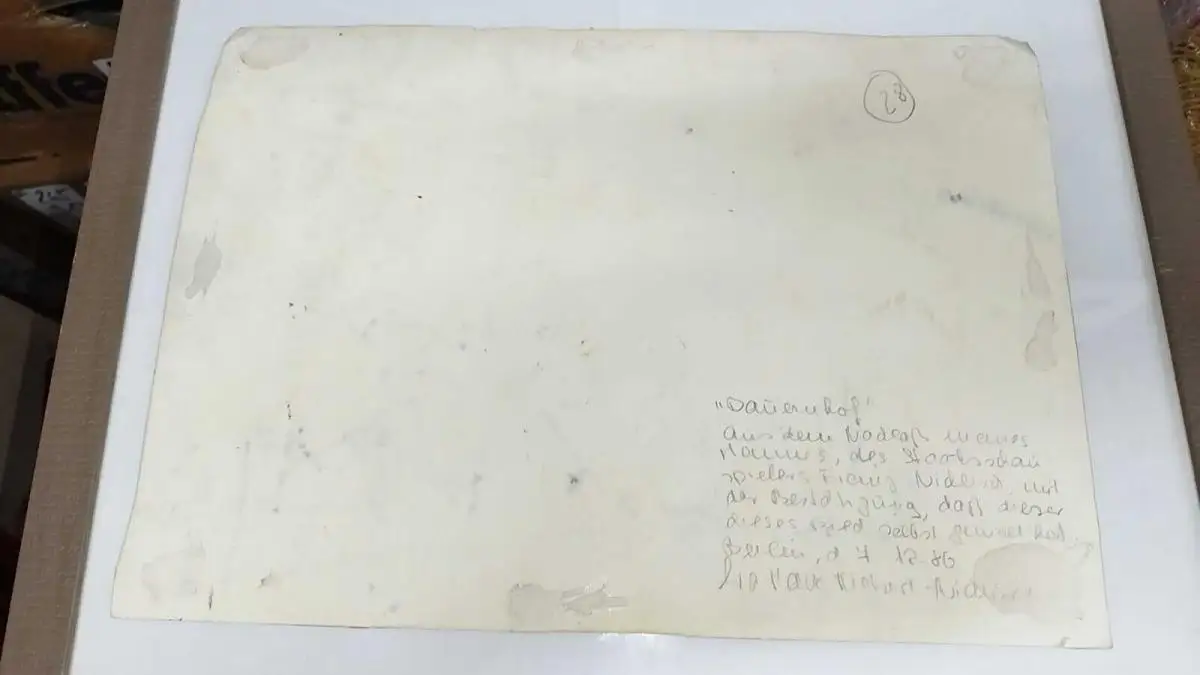 28
"Bauernhof"
aus dem Nachlaß meines
Mannes, des Staatsschau
spielers Franz Nicklisch, mit
der Bestätigung, daß dieser
dieses Bild selbst gemalt hat.
Berlin, d 7 12.86